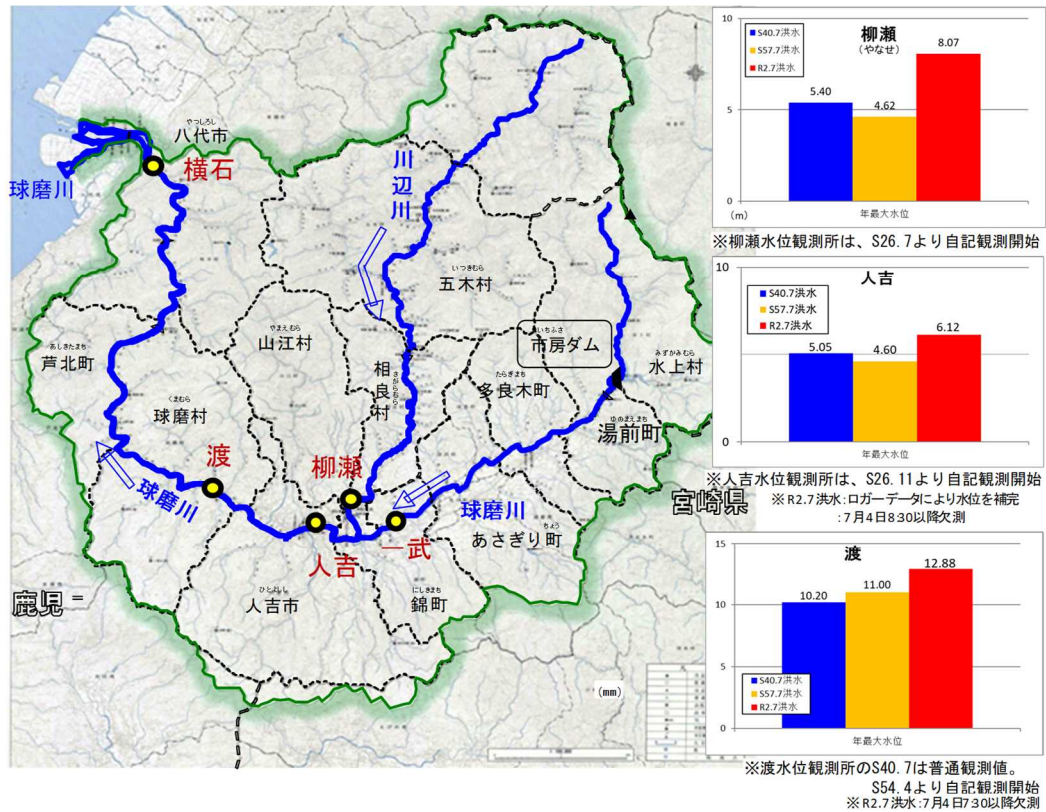 やつしろし
八代市
横石
球磨川
川辺川
いつきむら
五木村
いちふさ
市房ダム
みずかみむら
水上村
やまえむら
山江村
あしきたまち
芦北町
さがらむら
相良村
たらぎまち
多良木町
くまむら
球磨村
ゆのまえまち
湯前町
渡
柳瀬
球磨川
球磨川
宮崎県
人吉
一武
ちょう
あさぎり町
鹿児
ひとよし
人吉市
にしきまち
錦町
(mm)
柳瀬
(やなせ)
S40.7洪水
S57.7洪水
R2.7洪水
10
5
0
(m)
5.40
4.62
8.07
年最大水位
※柳瀬水位観測所は、S26.7より自記観測開始
人吉
S40.7洪水
S57.7洪水
R2.7洪水
10
0
5.05
4.60
6.12
年最大水位
※人吉水位観測所は、S26.11より自記観測開始
※R2.7洪水：ロガーデータにより水位を補完
：7月4日8:30以降欠測
渡
15
10
5
0
10.20
11.00
12.88
S40.7洪水
S57.7洪水
R2.7洪水
年最大水位
※渡水位観測所のS40.7は普通観測値。
S54.4より自記観測開始
※R2.7洪水：7月4日7:30以降欠測